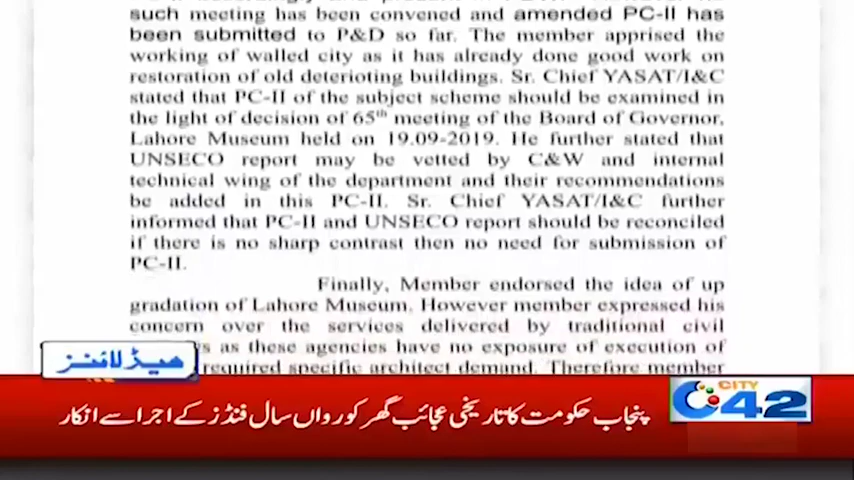 such meeting has been convened and amended PC-II has
been submitted to P&D so far. The member apprised the
working of walled city as it has already done good work on
restoration of old deterioting buildings. Sr. Chief YASAT/I&C
stated that PC-II of the subject scheme should be examined in
the light of decision of 65th meeting of the Board of Governor,
Lahore Museum held on 19.09-2019. He further stated that
UNSECO report may be vetted by C&W and internal
technical wing of the department and their recommendations
be added in this PC-II. Sr. Chief YASAT/I&C further
informed that PC-II and UNSECO report should be reconciled
if there is no sharp contrast then no need for submission of
PC-II.
Finally, Member endorsed the idea of up
gradation of Lahore Museum. However member expressed his
concern over the services delivered by traditional civil
as these agencies have no exposure of execution of
required specific architect demand. Therefore member
ہیڈلائنز
پنجاب حکومت کا تاریخی عجائب گھر کو رواں سال فنڈز کے اجرا سے انکار
CITY
42